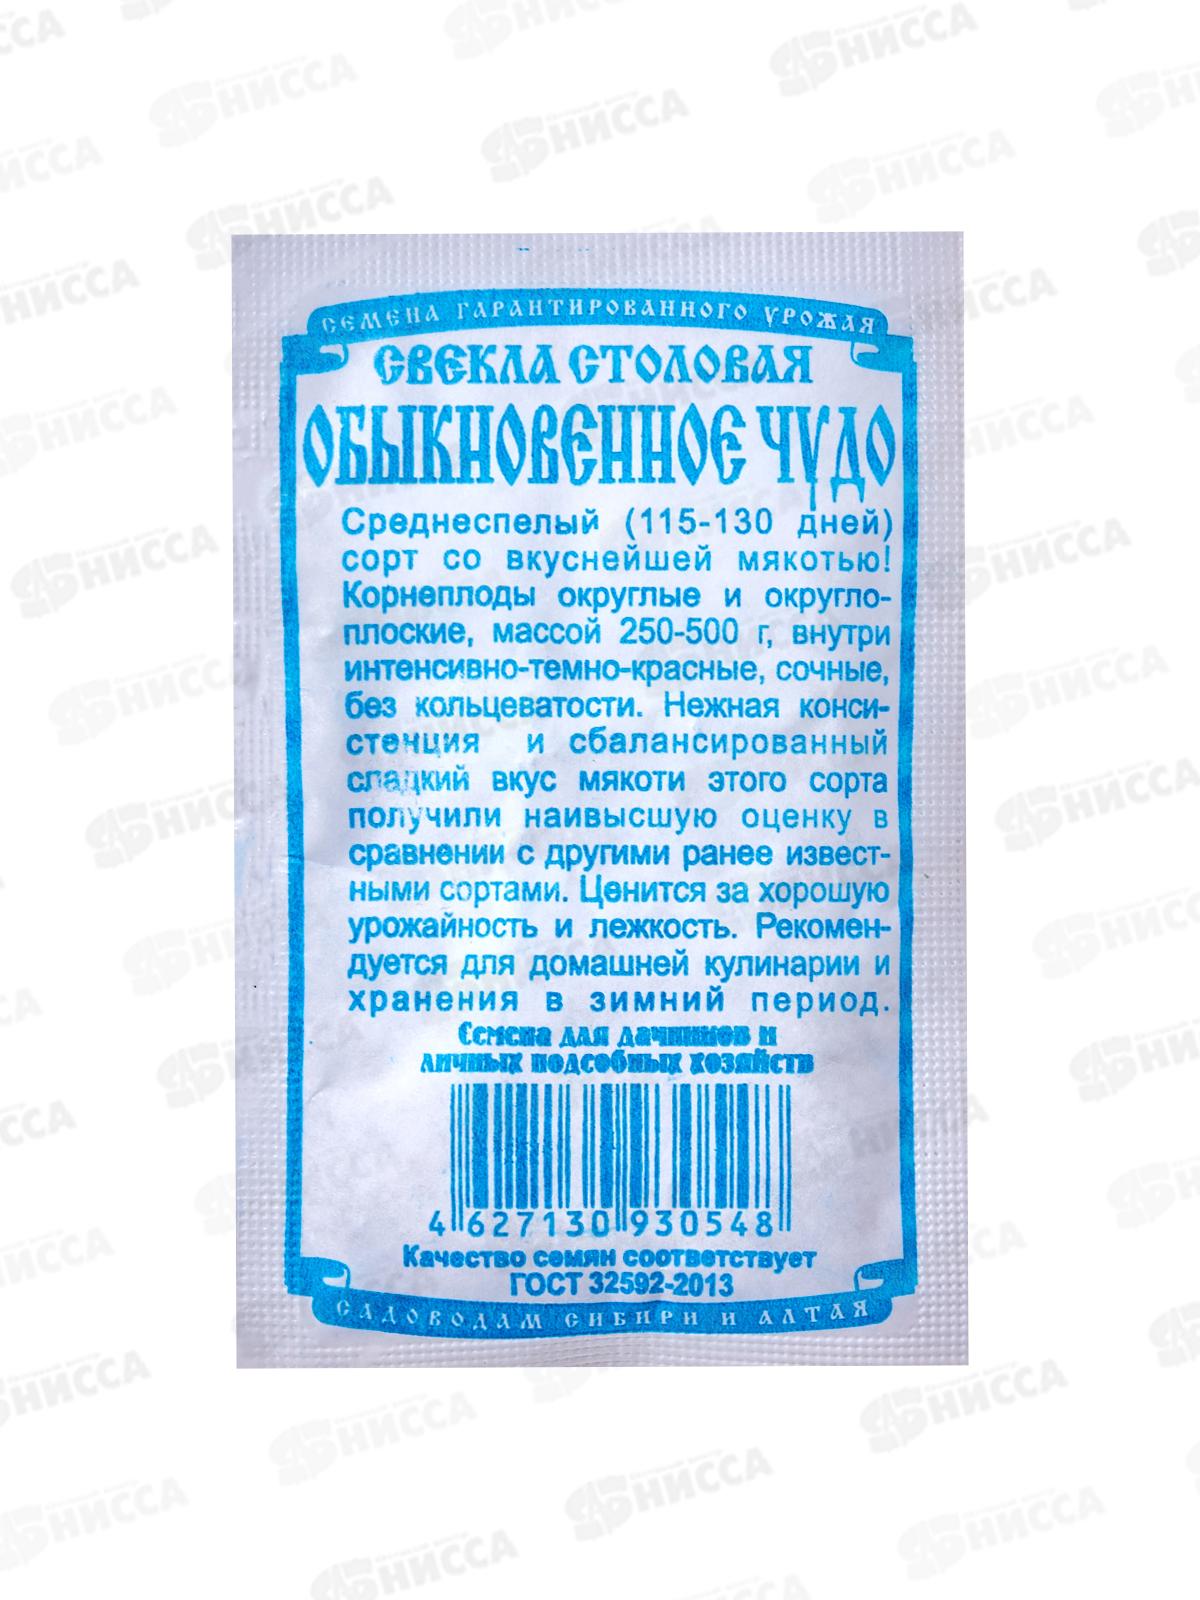 СЕМЕНА ГАРАНТИРОВАННОГО УРОЖАЯ
СВЕКЛА СТОЛОВАЯ
ОБЫКНОВЕННОЕ ЧУДО
Среднеспелый (115-130 дней)
сорт со вкуснейшей мякотью!
Корнеплоды округлые и округло-
плоские, массой 250-500 г, внутри
интенсивно-темно-красные, сочные,
без кольцеватости. Нежная конси-
стенция и сбалансированный
сладкий вкус мякоти этого сорта
получили наивысшую оценку в
сравнении с другими ранее извест-
ными сортами. Ценится за хорошую
урожайность и лежкость. Рекомен-
дуется для домашней кулинарии и
хранения в зимний период.
Семена для дачников и
личных подсобных хозяйств
4 627130 930548
Качество семян соответствует
ГОСТ 32592-2013
САДОВОДАМ СИБИРИ И АЛТАЯ